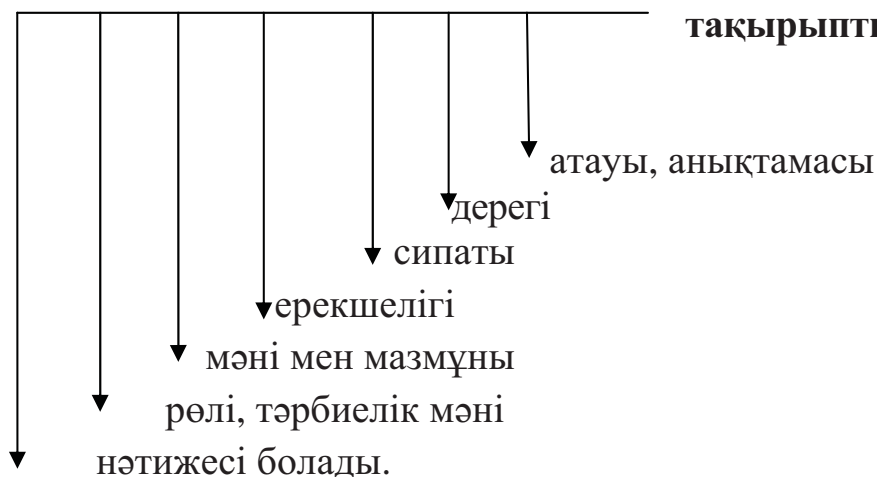 тақырыпты
атауы, анықтамасы
дерегі
сипаты
ерекшелігі
мәні мен мазмұны
рөлі, тәрбиелік мәні
нәтижесі болады.